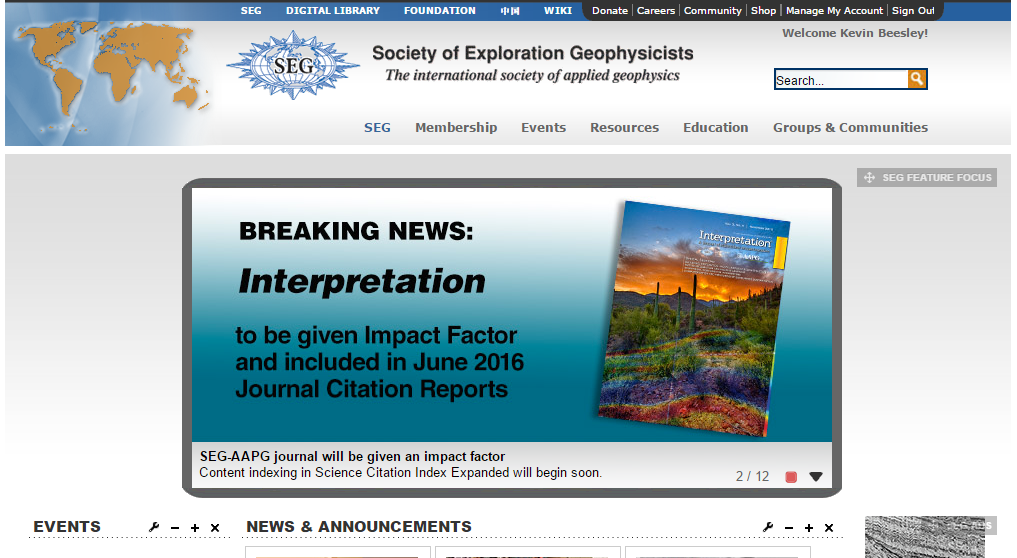 SEG DIGITAL LIBRARY FOUNDATION 中国 WIKI Donate | Careers | Community | Shop | Manage My Account | Sign Out
Welcome Kevin Beesley!
SEG
Society of Exploration Geophysicists
The international society of applied geophysics
Search...
SEG Membership Events Resources Education Groups & Communities
SEG FEATURE FOCUS
BREAKING NEWS:
Interpretation
to be given Impact Factor
and included in June 2016
Journal Citation Reports
Interpretation
AAPG
SEG-AAPG journal will be given an impact factor
Content indexing in Science Citation Index Expanded will begin soon.
2 / 12
EVENTS
NEWS & ANNOUNCEMENTS